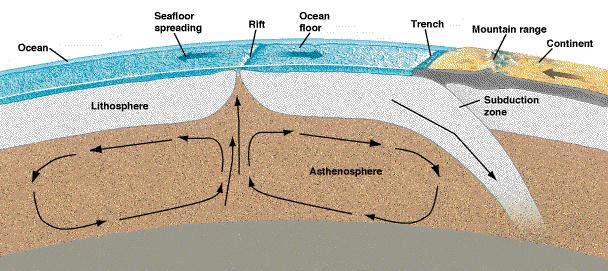 Ocean
Seafloor
spreading
Rift
Ocean
floor
Trench
Mountain range
Continent
Lithosphere
Subduction
zone
Asthenosphere